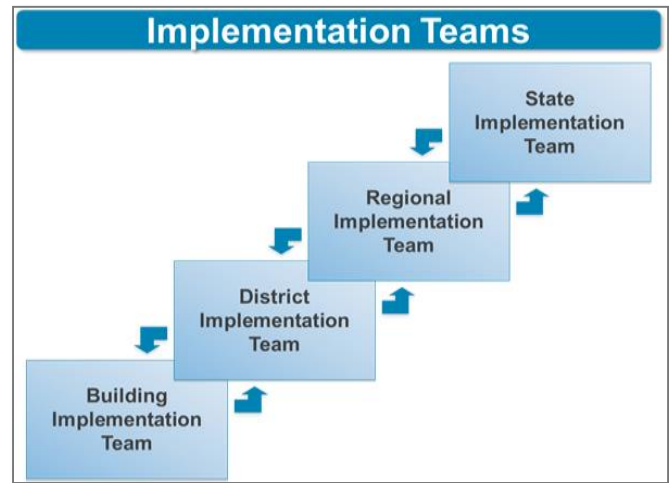 Implementation Teams
State
Implementation
Team
Regional
Implementation
Team
District
Implementation
Team
Building
Implementation
Team